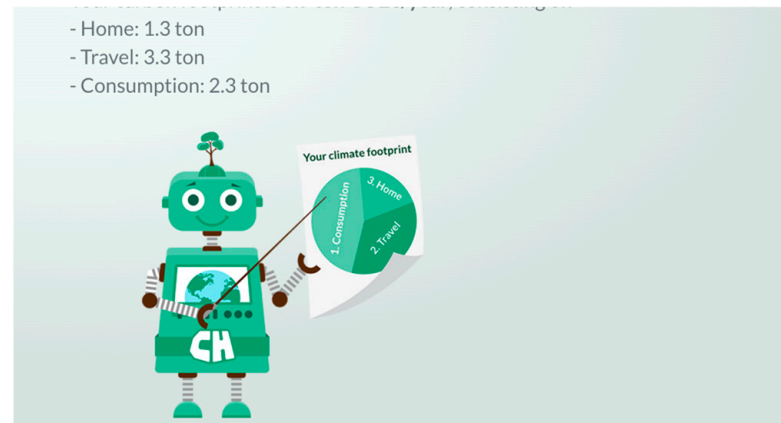 - Home: 1.3 ton
- Travel: 3.3 ton
- Consumption: 2.3 ton
Your climate footprint
1. Consumption
3. Home
2. Travel
CH